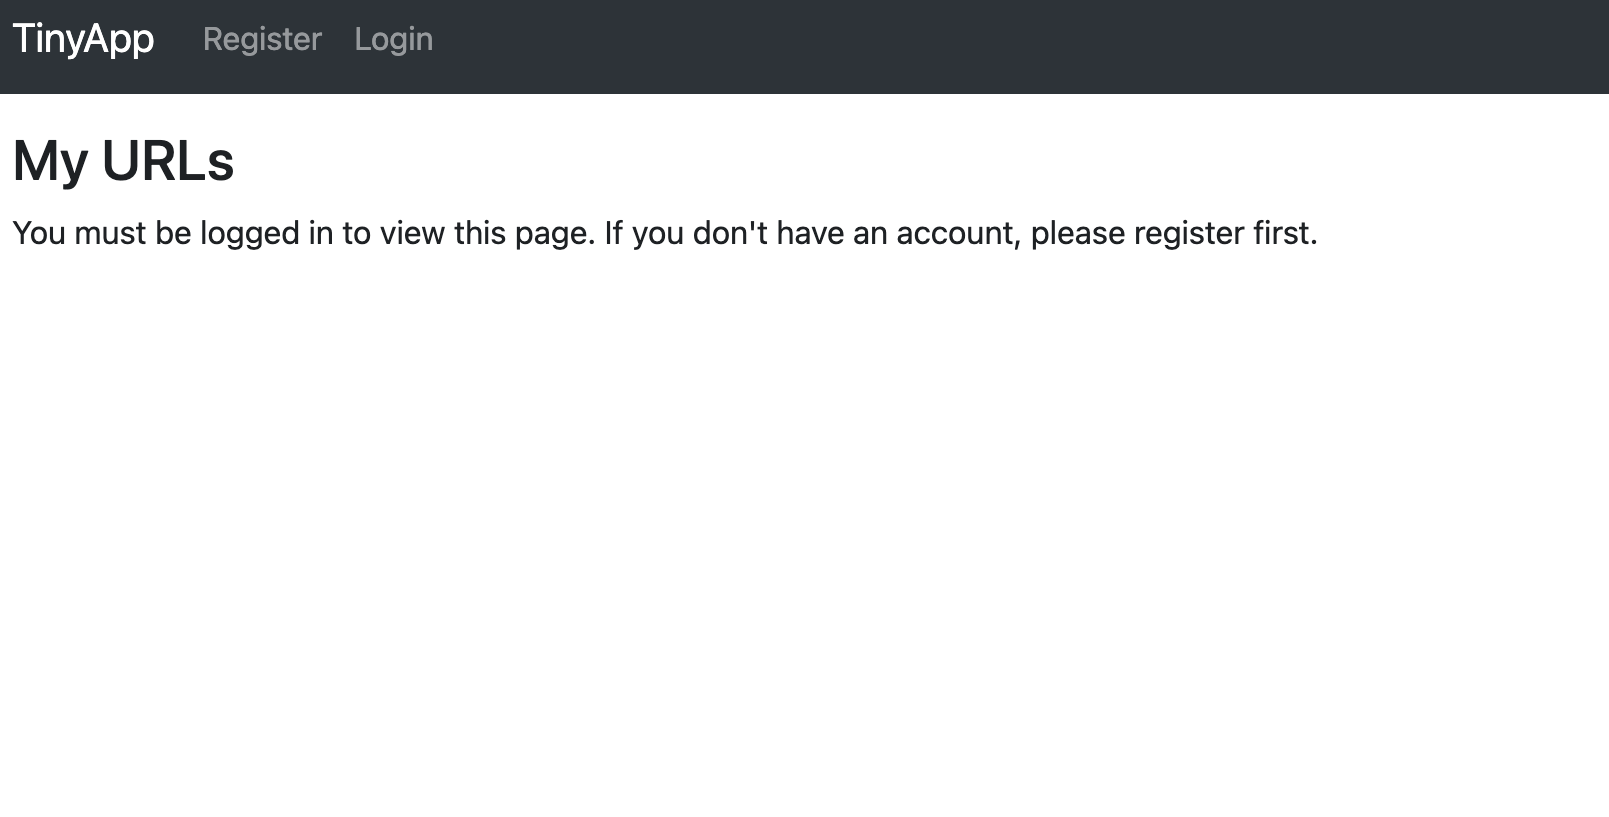 TinyApp Register Login
My URLs
You must be logged in to view this page. If you don't have an account, please register first.